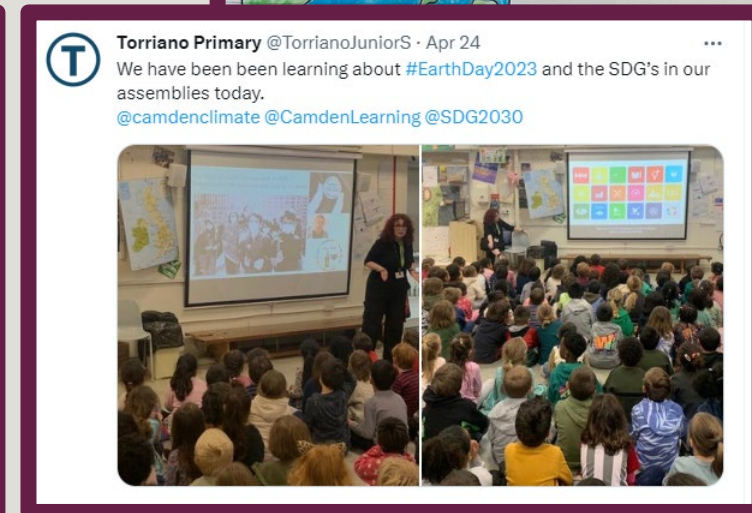 T
Torriano Primary @TorrianoJuniorS · Apr 24
We have been been learning about #EarthDay2023 and the SDG's in our
assemblies today.
@camdenclimate @CamdenLearning @SDG2030